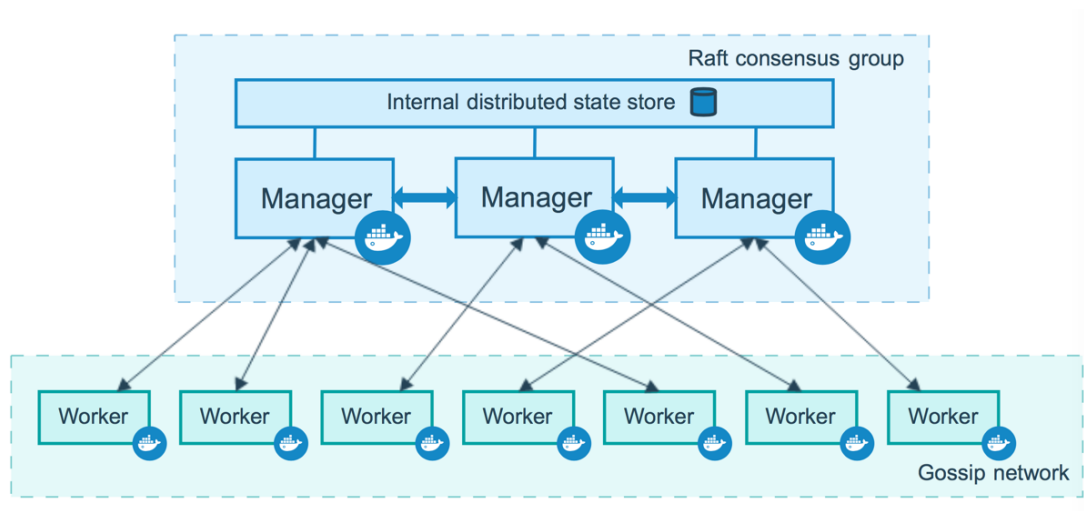 Raft consensus group
Internal distributed state store
Manager
Manager
Manager
Worker
Worker
Worker
Worker
Worker
Worker
Worker
Gossip network